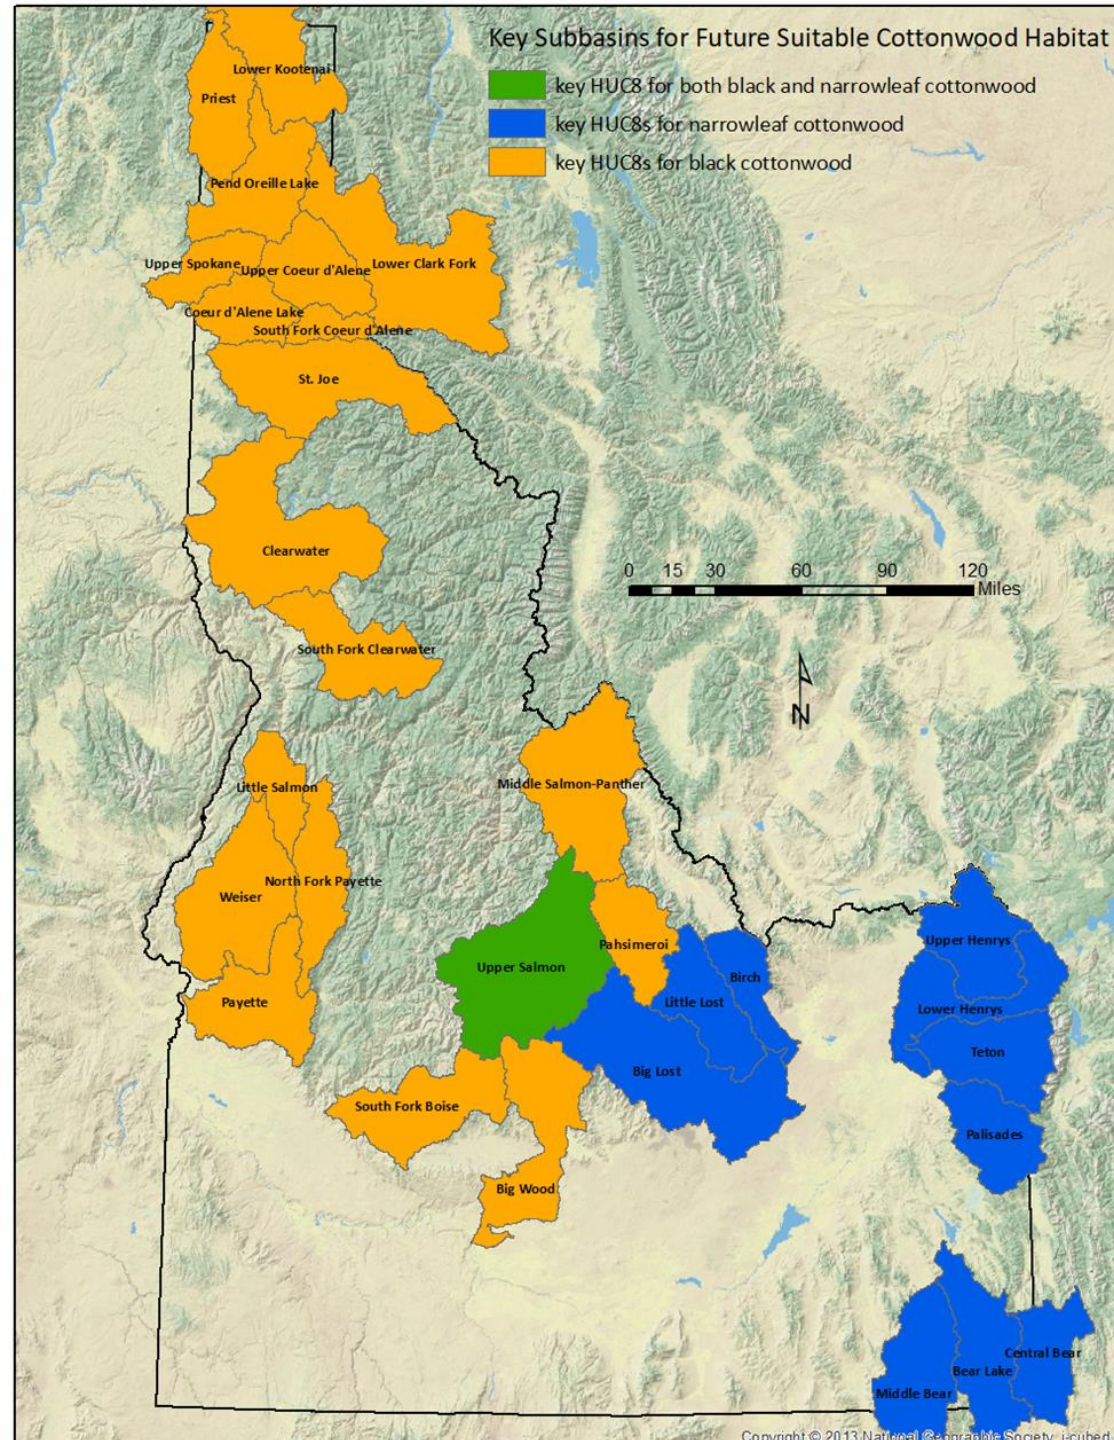 Key Subbasins for Future Suitable Cottonwood Habitat
key HUC8 for both black and narrowleaf cottonwood
key HUC8s for narrowleaf cottonwood
key HUC8s for black cottonwood
Lower Kootenai
Priest
Pend Oreille Lake
Upper Spokane
Upper Coeur d'Alene
Lower Clark Fork
Coeur d'Alene Lake
South Fork Coeur d'Alene
St. Joe
Clearwater
0 15 30 60 90 120
Miles
South Fork Clearwater
N
Middle Salmon-Panther
Little Salmon
North Fork Payette
Weiser
Upper Henrys
Pahsimeroi
Upper Salmon
Birch
Little Lost
Payette
Lower Henrys
Teton
Big Lost
South Fork Boise
Palisades
Big Wood
Central Bear
Bear Lake
Middle Bear
Copyright © 2013 National Geographic Society, i-cubed